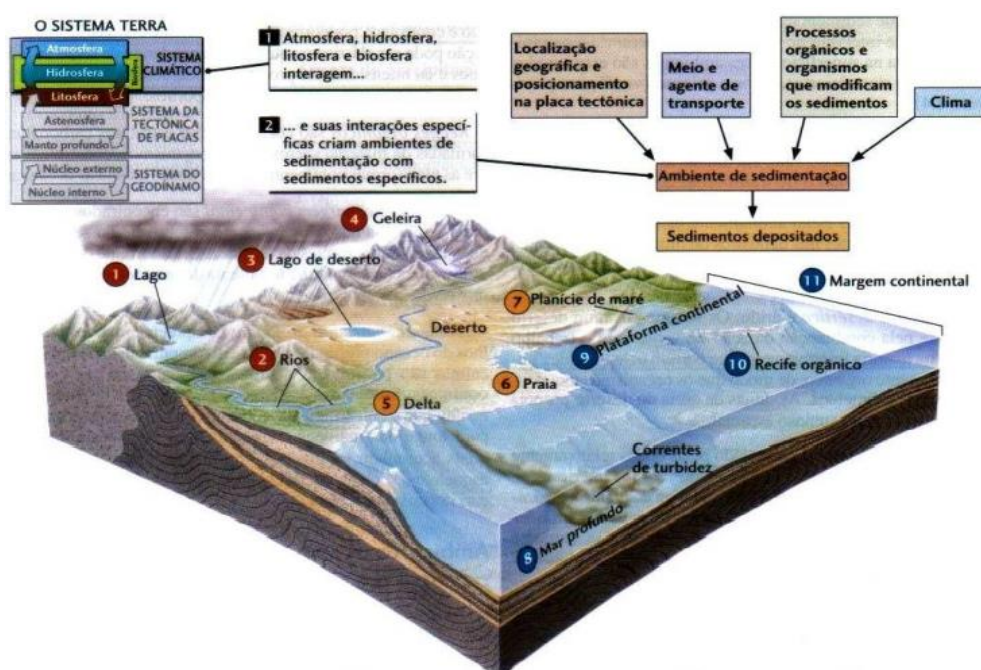 O SISTEMA TERRA
Atmosfera
Hidrosfera
Biosfera
Litosfera
Astenosfera
Manto profundo
Núcleo externo
Núcleo interno
SISTEMA
CLIMÁTICO
SISTEMA DA
TECTÔNICA
DE PLACAS
SISTEMA DO
GEODÍNAMO
1 Atmosfera, hidrosfera,
litosfera e biosfera
interagem...
2 ... e suas interações especí-
ficas criam ambientes de
sedimentação com
sedimentos específicos.
Localização
geográfica e
posicionamento
na placa tectônica
Meio e
agente de
transporte
Processos
orgânicos e
organismos
que modificam
os sedimentos
Clima
Ambiente de sedimentação
Sedimentos depositados
4 Geleira
1 Lago
3 Lago de deserto
11 Margem continental
7 Planície de maré
Deserto
9 Plataforma continental
2 Rios
10 Recife orgânico
6 Praia
5 Delta
Correntes
de turbidez
8 Mar profundo